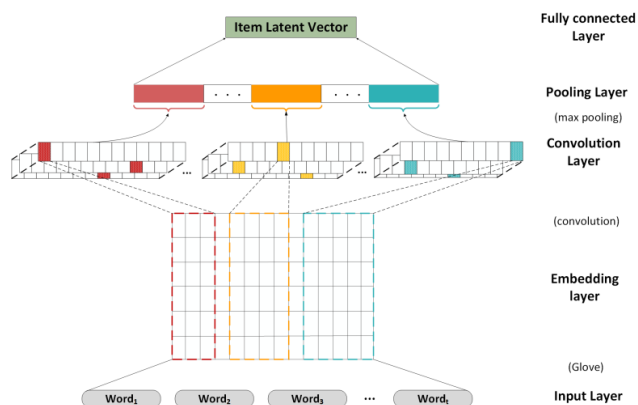 Item Latent Vector
Fully connected
Layer
. . .
. . .
Pooling Layer
(max pooling)
Convolution
Layer
...
...
(convolution)
Embedding
layer
(Glove)
Word1
Word2
Word3
...
Wordt
Input Layer